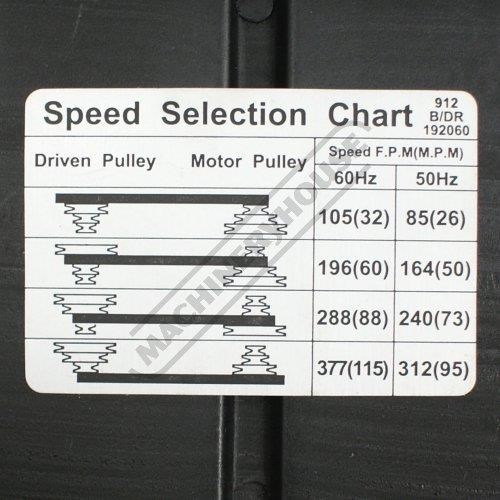 Speed Selection Chart
912
B/DR
192060
Driven Pulley Motor Pulley
Speed F.P.M(M.P.M)
60Hz 50Hz
105(32) 85(26)
196(60) 164(50)
288(88) 240(73)
377(115) 312(95)
MACHINERYHOUSE